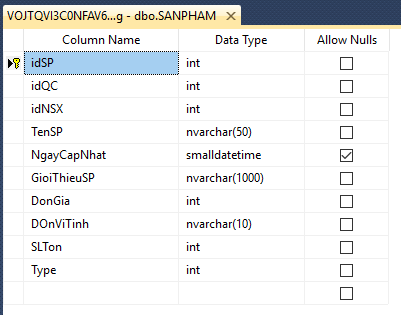 VOJTQVI3C0NFAV6...g - dbo.SANPHAM
Column Name Data Type Allow Nulls
idSP int
idQC int
idNSX int
TenSP nvarchar(50)
NgayCapNhat smalldatetime
GioiThieuSP nvarchar(1000)
DonGia int
DOnViTinh nvarchar(10)
SLTon int
Type int